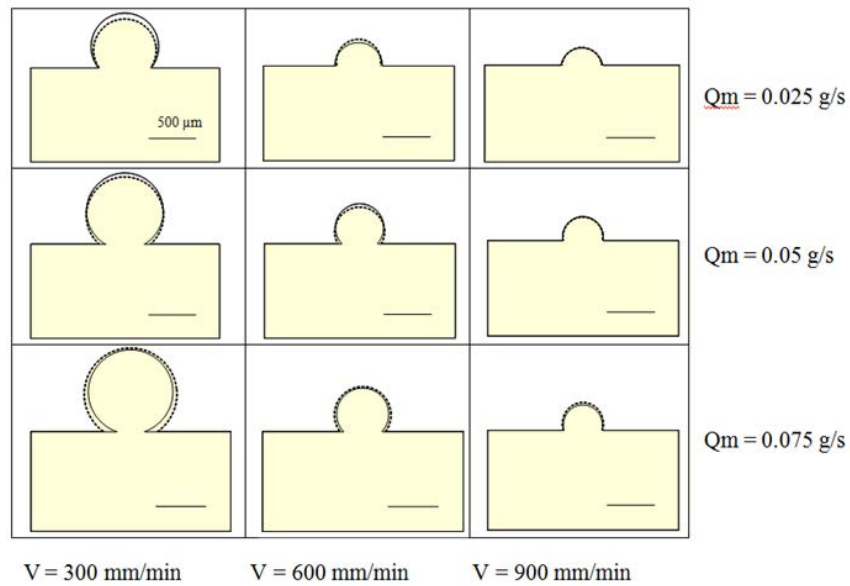 500 µm
Qm = 0.025 g/s
Qm = 0.05 g/s
Qm = 0.075 g/s
V = 300 mm/min
V = 600 mm/min
V = 900 mm/min